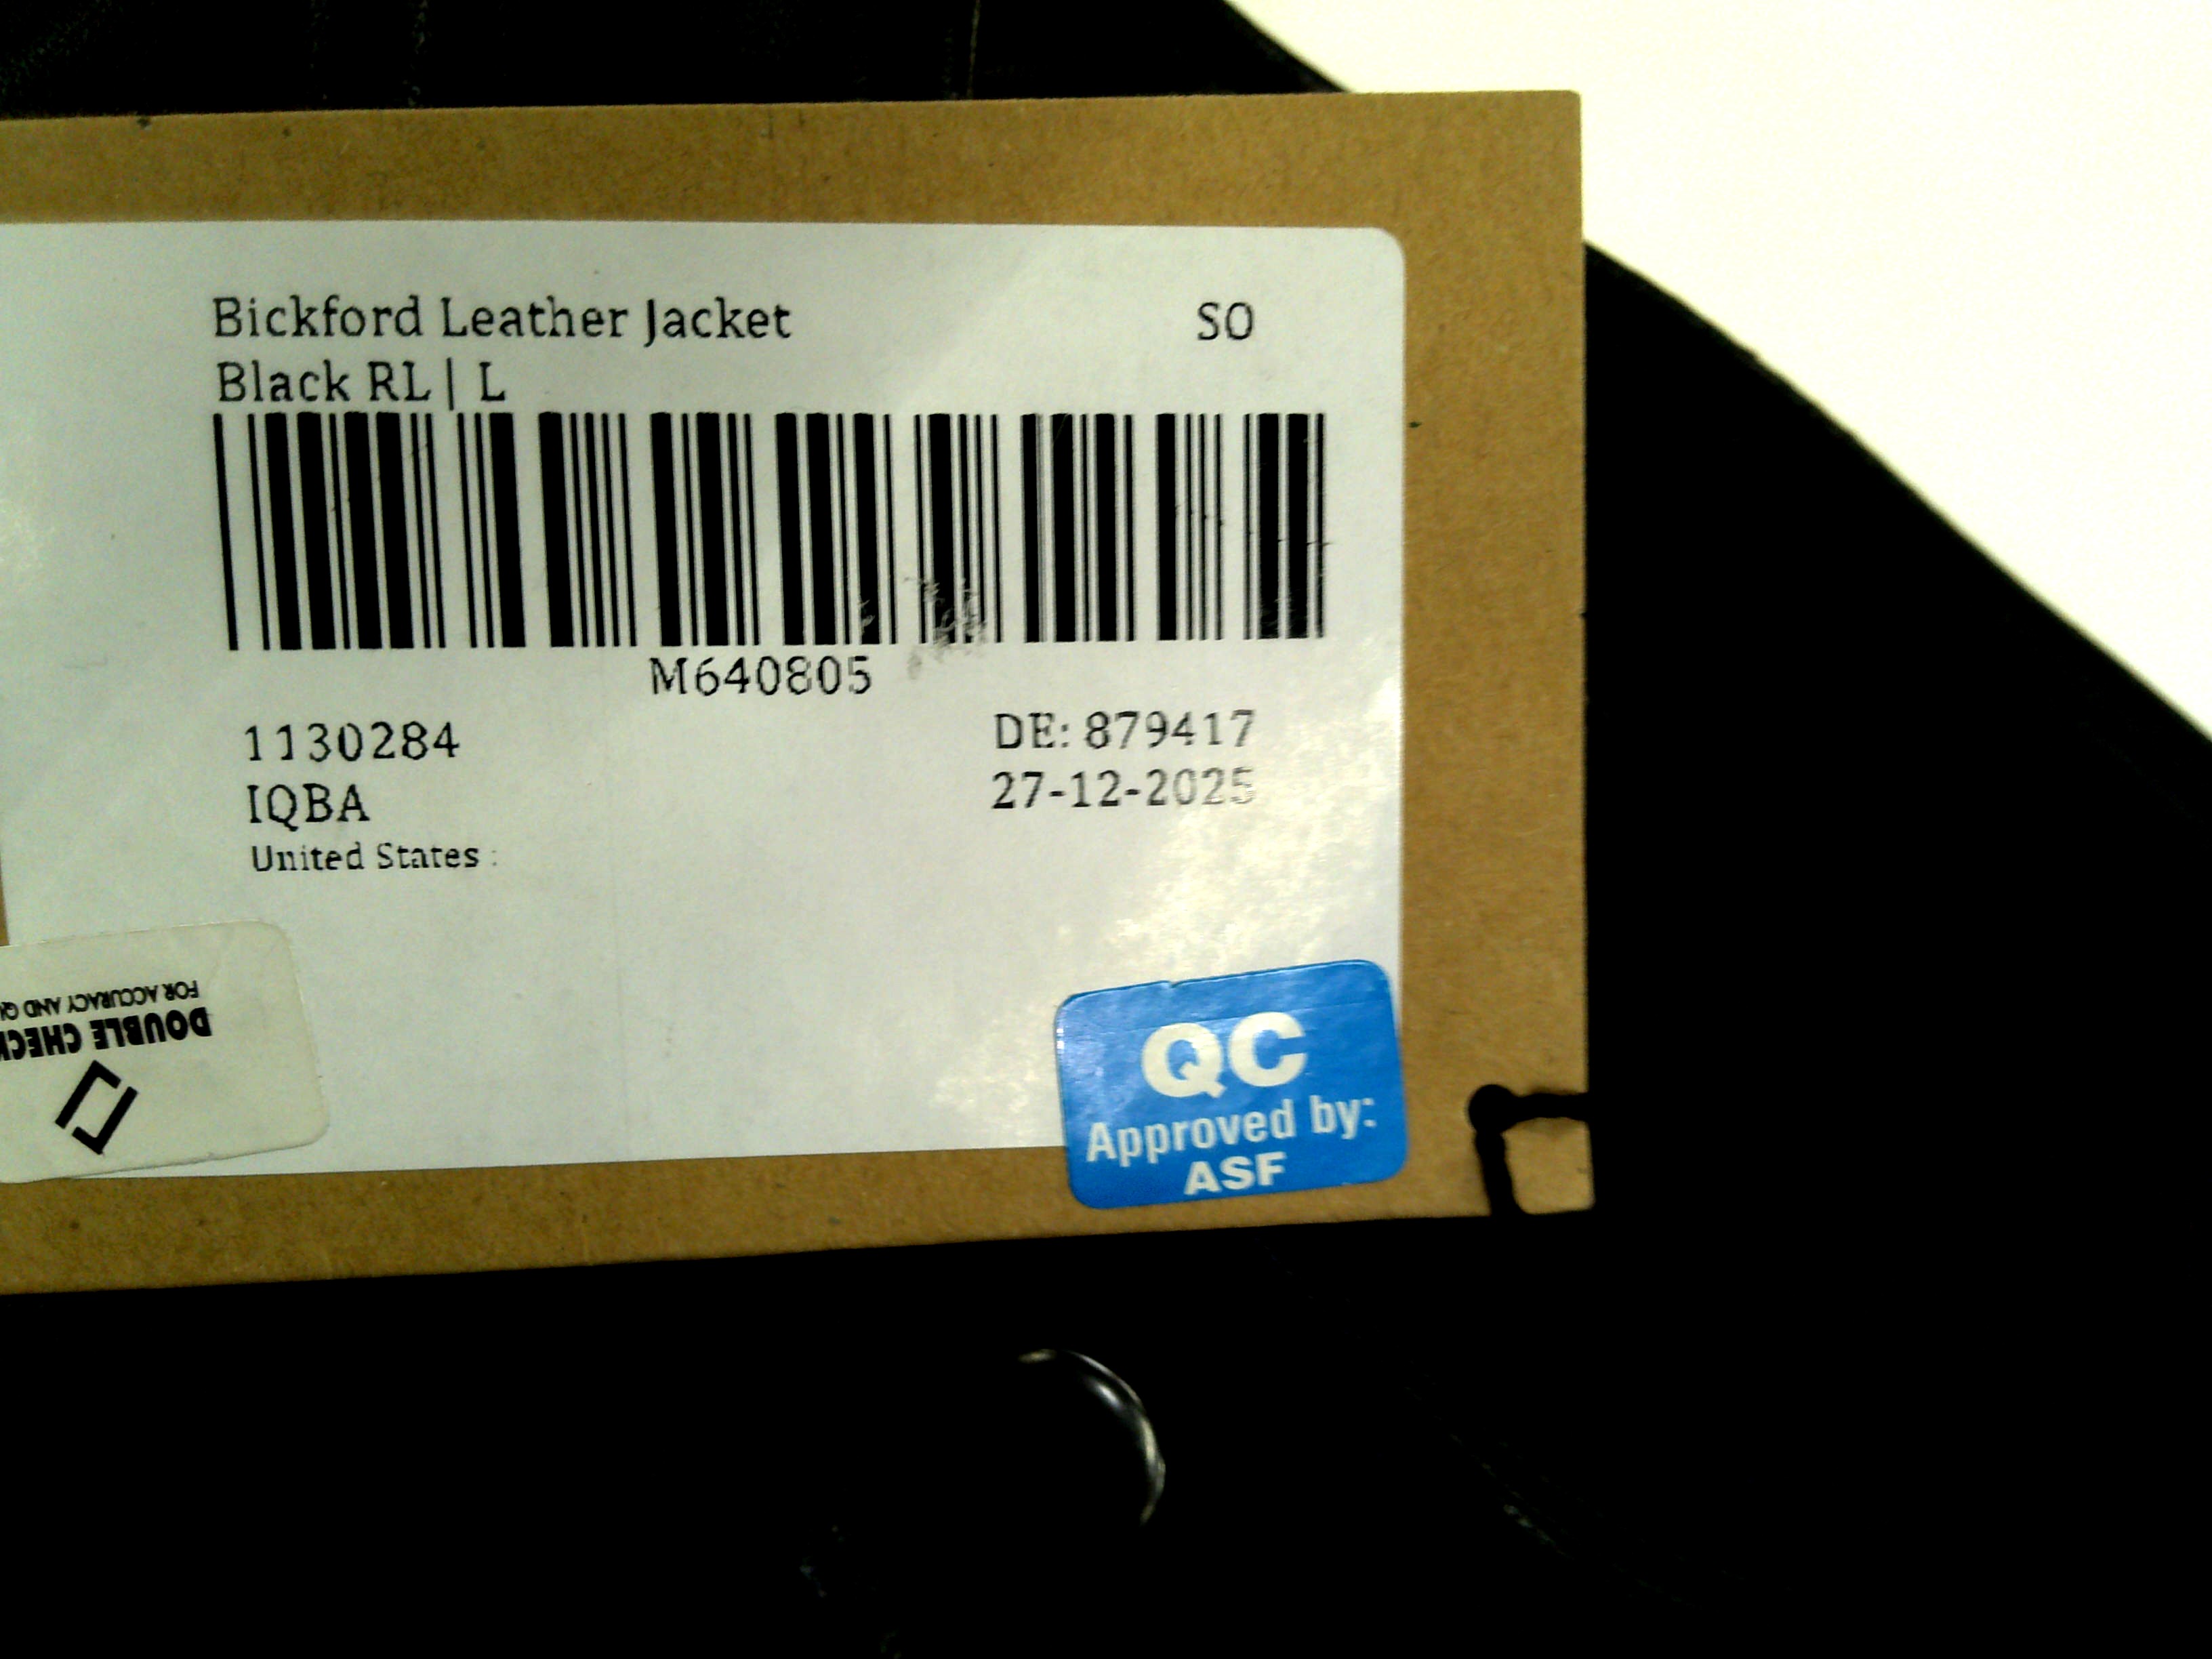 Bickford Leather Jacket SO
Black RL | L
M640805
1130284 DE: 879417
IQBA 27-12-2025
United States :
FOR ACCURACY AND
DOUBLE CHECK
QC
Approved by:
ASF